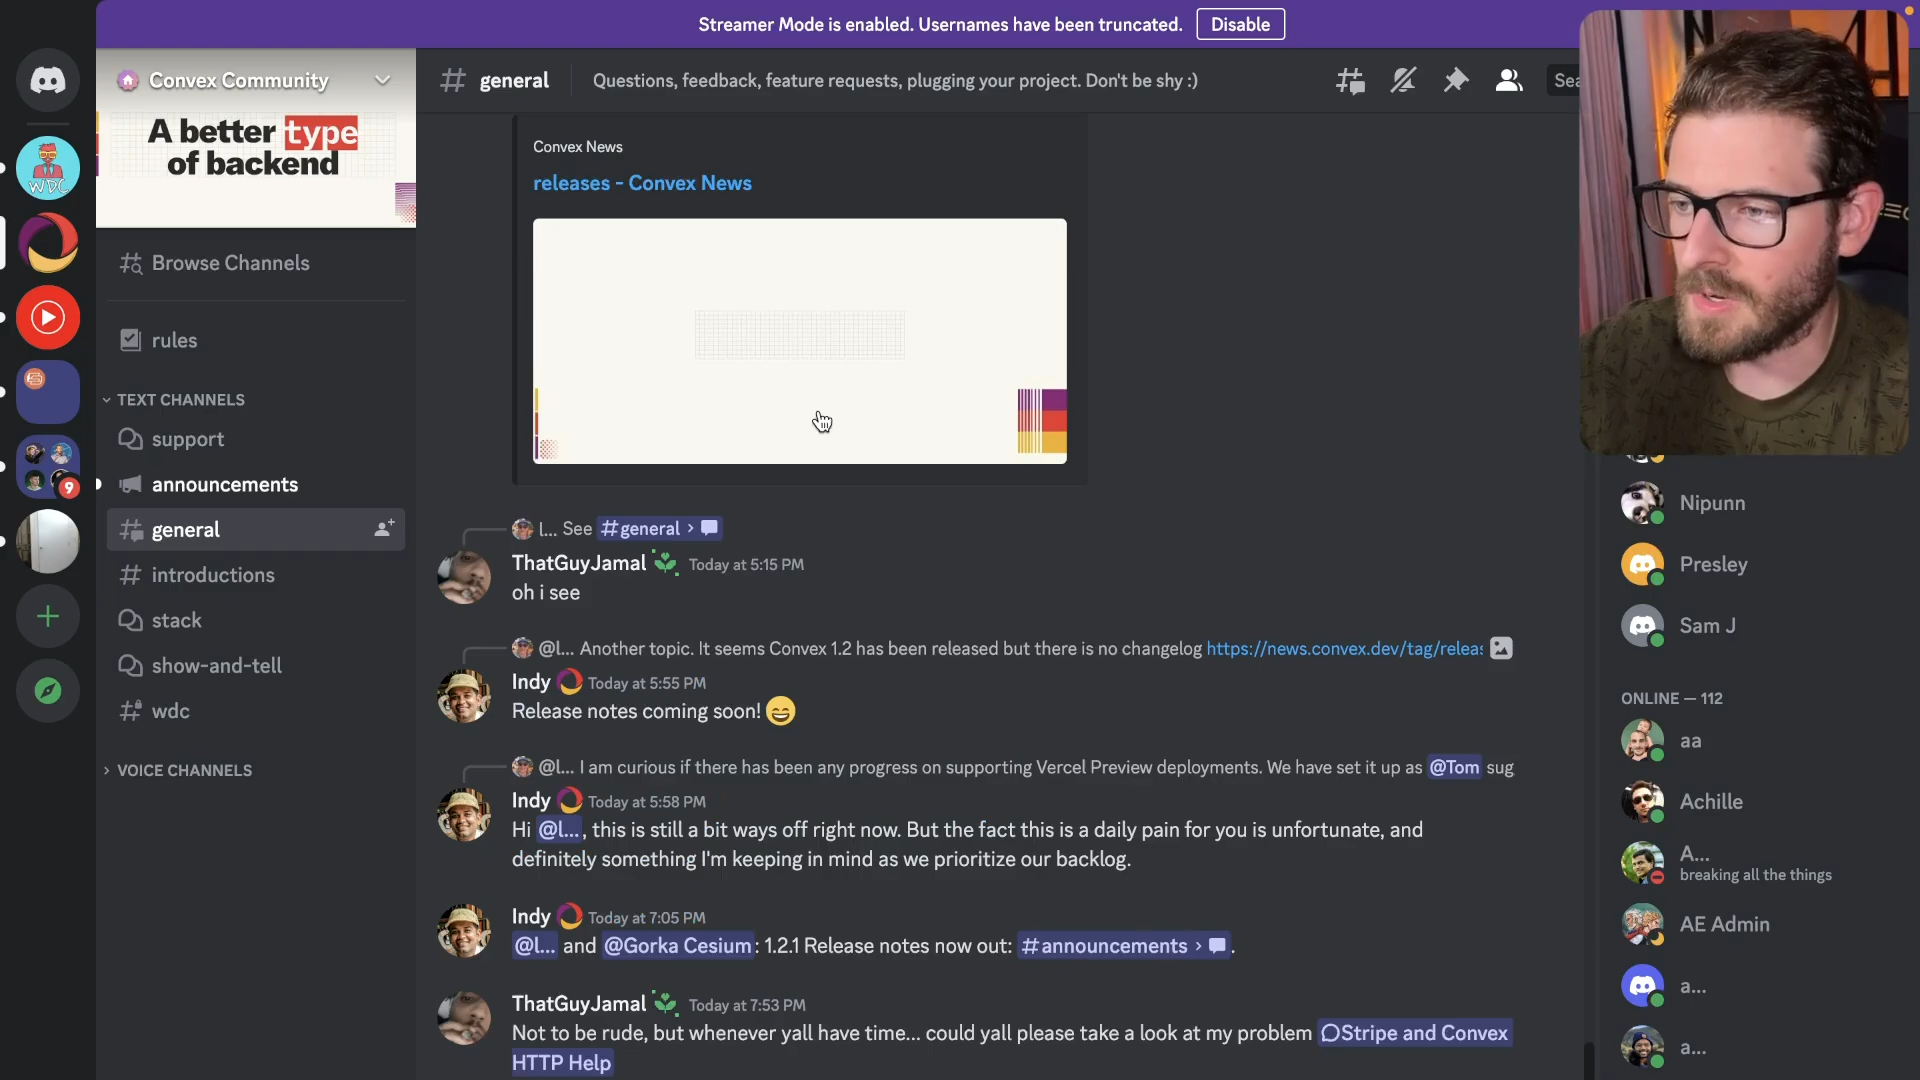 Streamer Mode is enabled. Usernames have been truncated. Disable
Convex Community
A better type
of backend
Browse Channels
rules
TEXT CHANNELS
support
announcements
general
introductions
stack
show-and-tell
wdc
VOICE CHANNELS
WDC
9
general Questions, feedback, feature requests, plugging your project. Don't be shy :)
Sea
Convex News
releases - Convex News
l... See #general ›
ThatGuyJamal Today at 5:15 PM
oh i see
@l... Another topic. It seems Convex 1.2 has been released but there is no changelog https://news.convex.dev/tag/releas
Indy Today at 5:55 PM
Release notes coming soon! 😄
@l... I am curious if there has been any progress on supporting Vercel Preview deployments. We have set it up as @Tom sug
Indy Today at 5:58 PM
Hi @l..., this is still a bit ways off right now. But the fact this is a daily pain for you is unfortunate, and
definitely something I'm keeping in mind as we prioritize our backlog.
Indy Today at 7:05 PM
@l... and @Gorka Cesium: 1.2.1 Release notes now out: #announcements › .
ThatGuyJamal Today at 7:53 PM
Not to be rude, but whenever yall have time... could yall please take a look at my problem Stripe and Convex
HTTP Help
Nipunn
Presley
Sam J
ONLINE — 112
aa
Achille
A...
breaking all the things
AE Admin
a...
a...